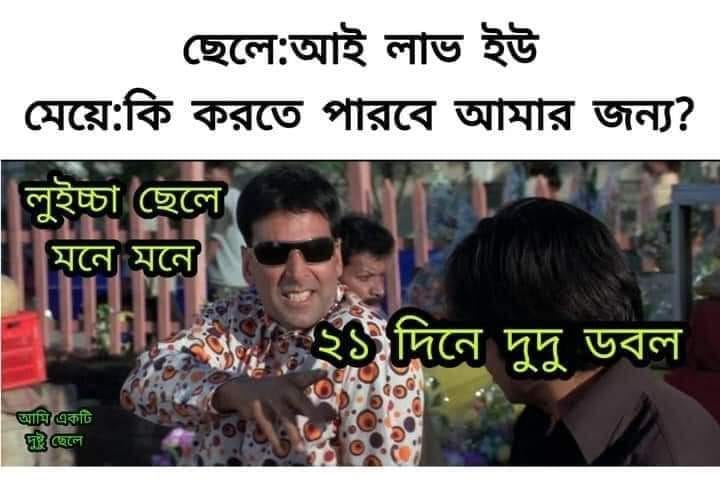 ছেলে:আই লাভ ইউ
মেয়ে:কি করতে পারবে আমার জন্য?
লুইচ্চা ছেলে
মনে মনে
২১ দিনে দুদু ডবল
আমি একটি
দুষ্টু ছেলে